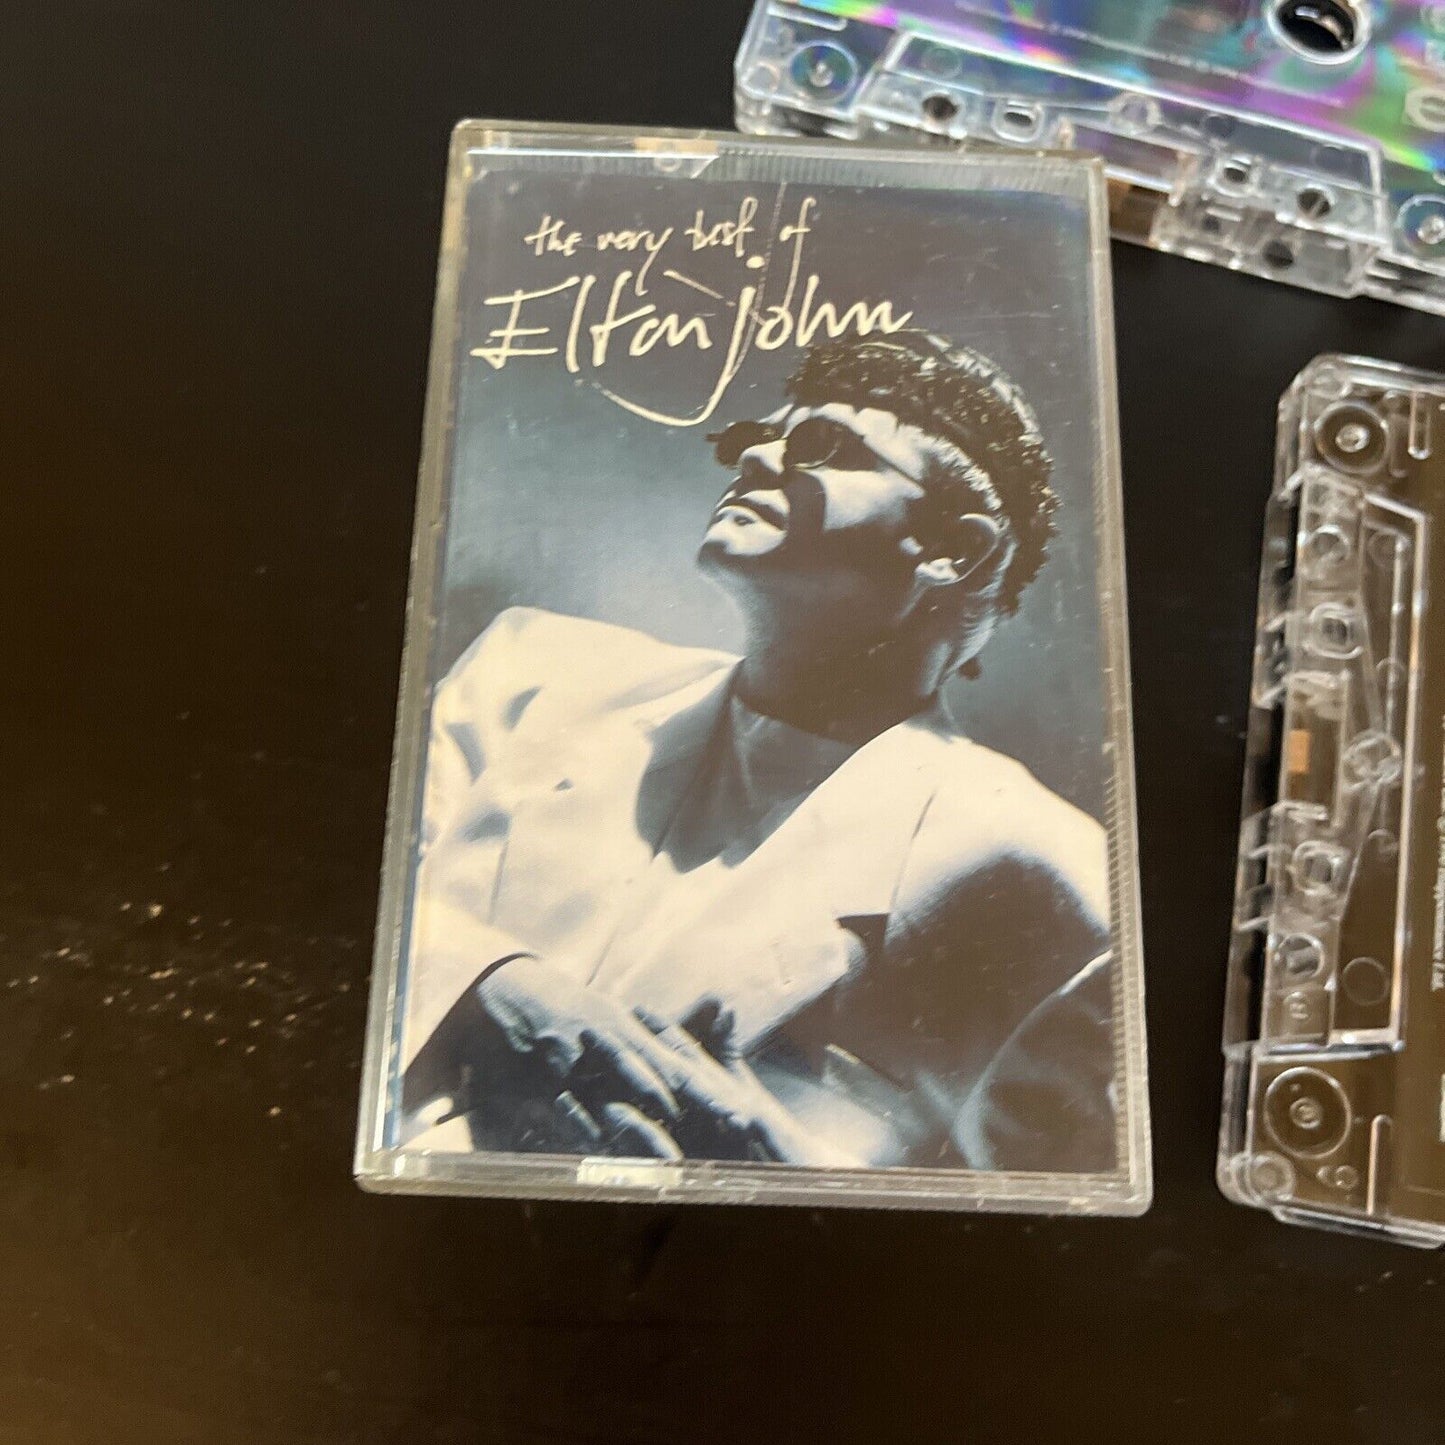 the very best of
Elton john